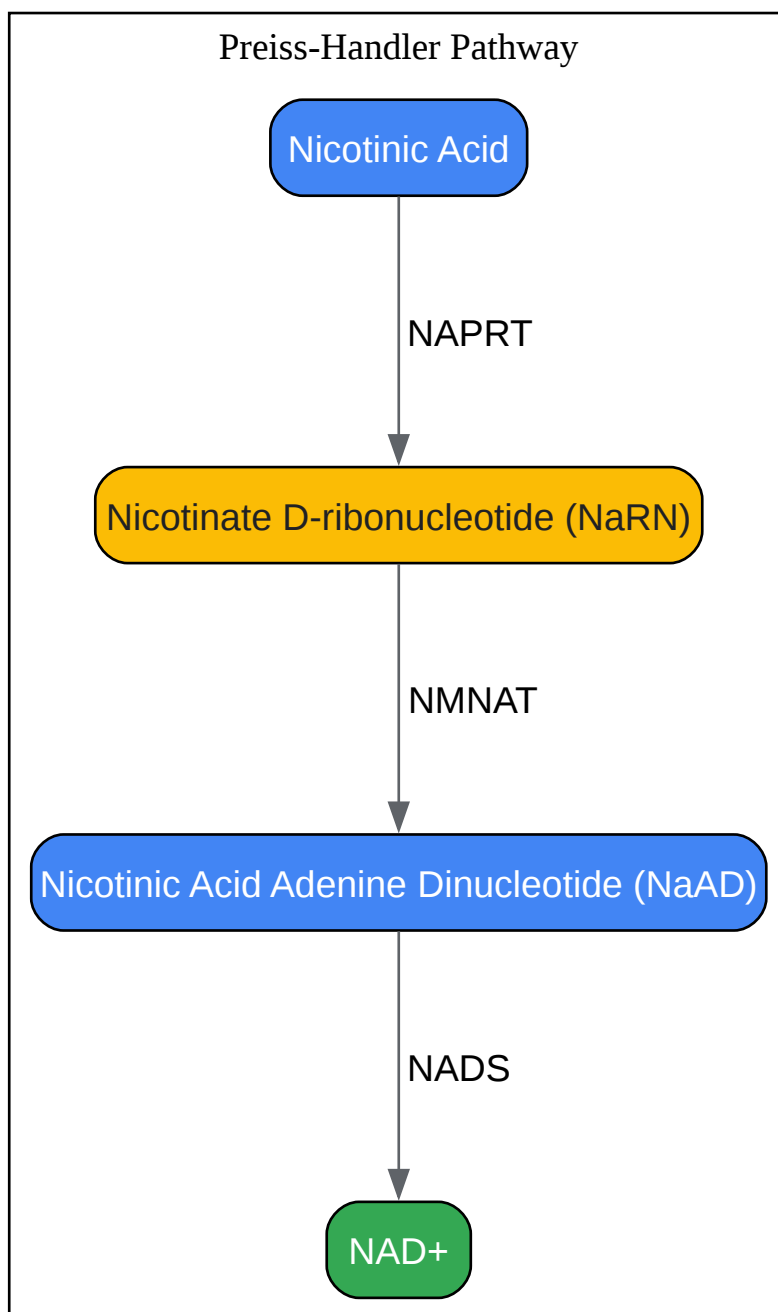 Preiss-Handler Pathway
Nicotinic Acid
NAPRT
Nicotinate D-ribonucleotide (NaRN)
NMNAT
Nicotinic Acid Adenine Dinucleotide (NaAD)
NADS
NAD+